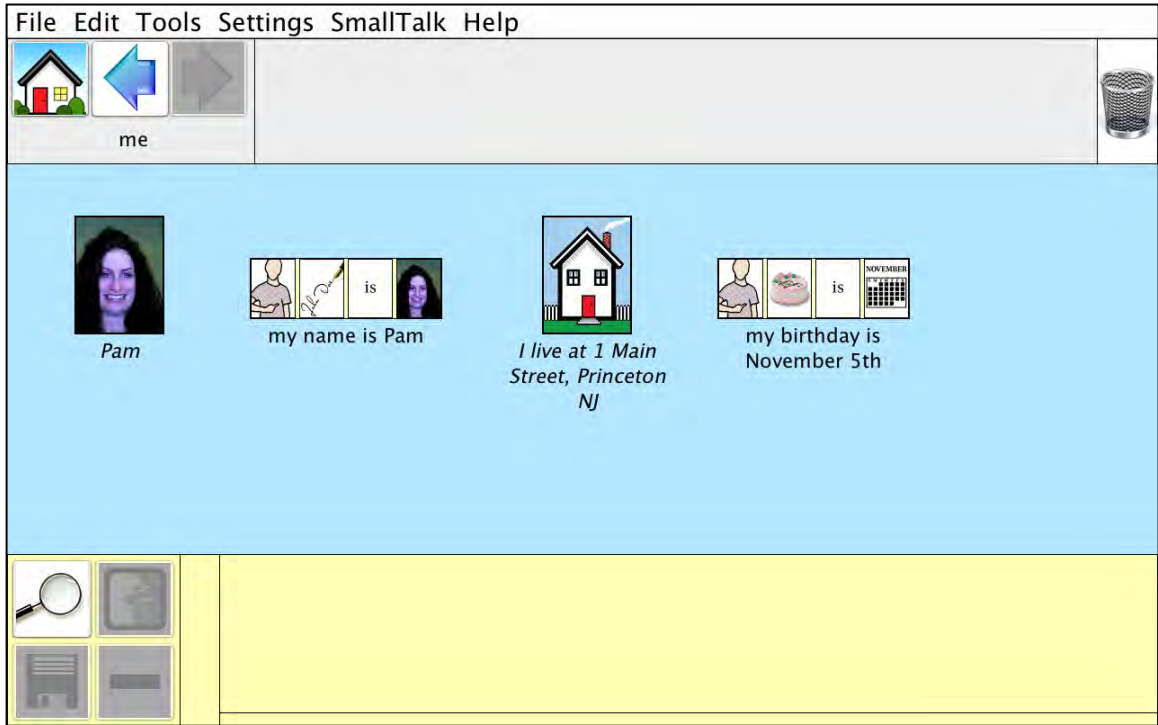 File Edit Tools Settings SmallTalk Help
me
Pam
is
my name is Pam
I live at 1 Main
Street, Princeton
NJ
is
NOVEMBER
my birthday is
November 5th